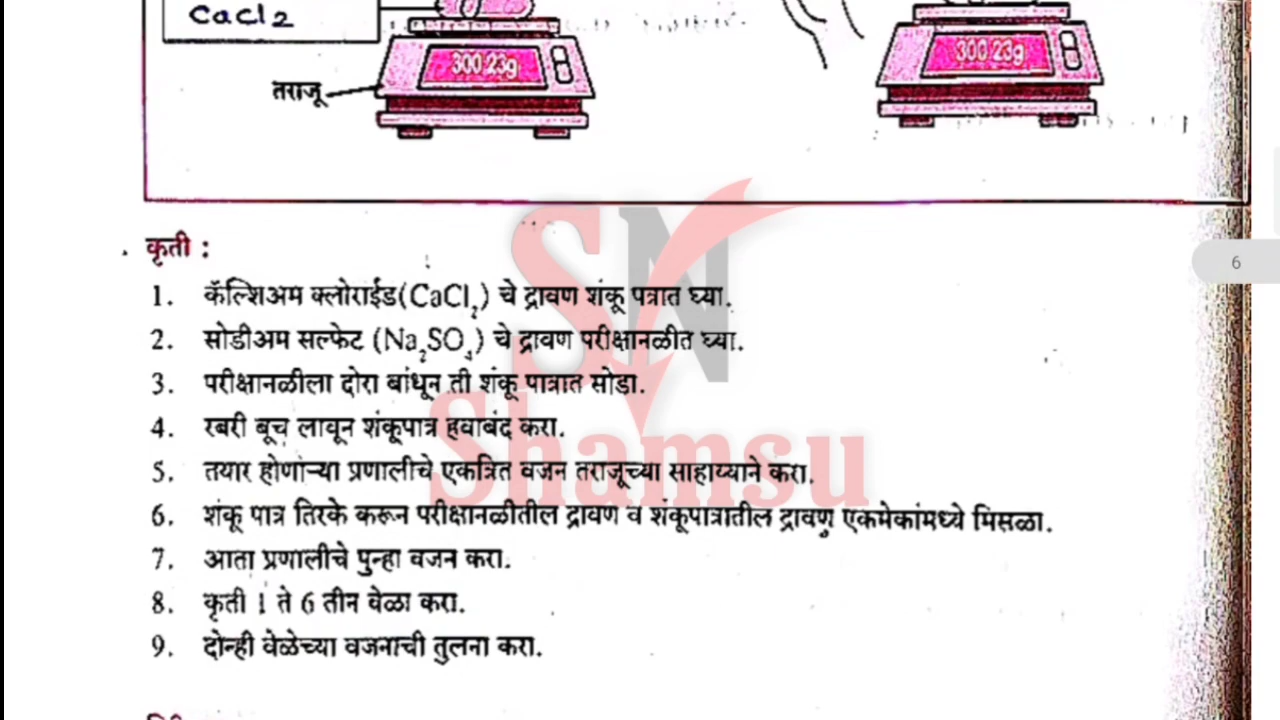 CaCl2
300.23g
300.23g
तराजू
कृती :
1. कॅल्शिअम क्लोराईड(CaCl₂) चे द्रावण शंकू पत्रात घ्या.
2. सोडीअम सल्फेट (Na₂SO₄) चे द्रावण परीक्षानळीत घ्या.
3. परीक्षानळीला दोरा बांधून ती शंकू पात्रात सोडा.
4. रबरी बूच लावून शंकूपात्र हवाबंद करा.
5. तयार होणाऱ्या प्रणालीचे एकत्रित वजन तराजूच्या साहाय्याने करा.
6. शंकू पात्र तिरके करून परीक्षानळीतील द्रावण व शंकूपात्रातील द्रावण एकमेकांमध्ये मिसळा.
7. आता प्रणालीचे पुन्हा वजन करा.
8. कृती 1 ते 6 तीन वेळा करा.
9. दोन्ही वेळेच्या वजनाची तुलना करा.
SN
Shamsu
6